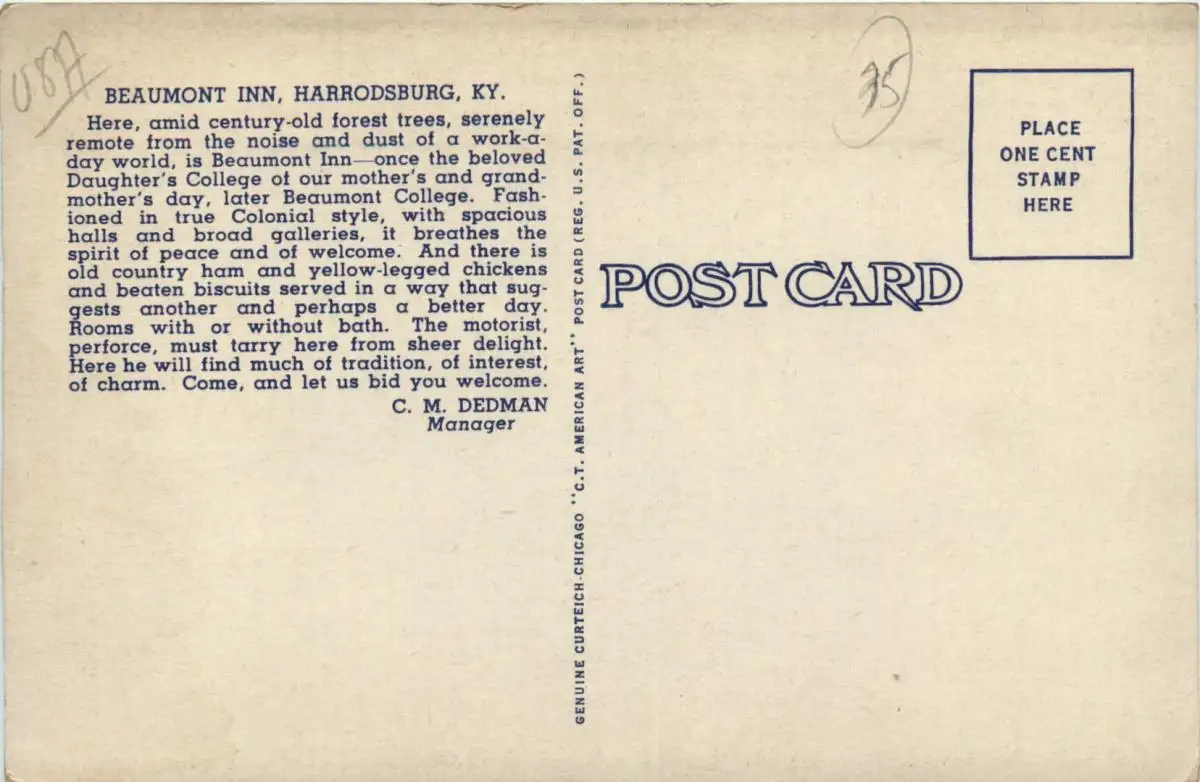 U877
BEAUMONT INN, HARRODSBURG, KY.
Here, amid century-old forest trees, serenely
remote from the noise and dust of a work-a-
day world, is Beaumont Inn—once the beloved
Daughter's College of our mother's and grand-
mother's day, later Beaumont College. Fash-
ioned in true Colonial style, with spacious
halls and broad galleries, it breathes the
spirit of peace and of welcome. And there is
old country ham and yellow-legged chickens
and beaten biscuits served in a way that sug-
gests another and perhaps a better day.
Rooms with or without bath. The motorist,
perforce, must tarry here from sheer delight.
Here he will find much of tradition, of interest,
of charm. Come, and let us bid you welcome.
C. M. DEDMAN
Manager
GENUINE CURTEICH-CHICAGO "C.T. AMERICAN ART" POST CARD (REG. U.S. PAT. OFF.)
35
PLACE
ONE CENT
STAMP
HERE
POST CARD